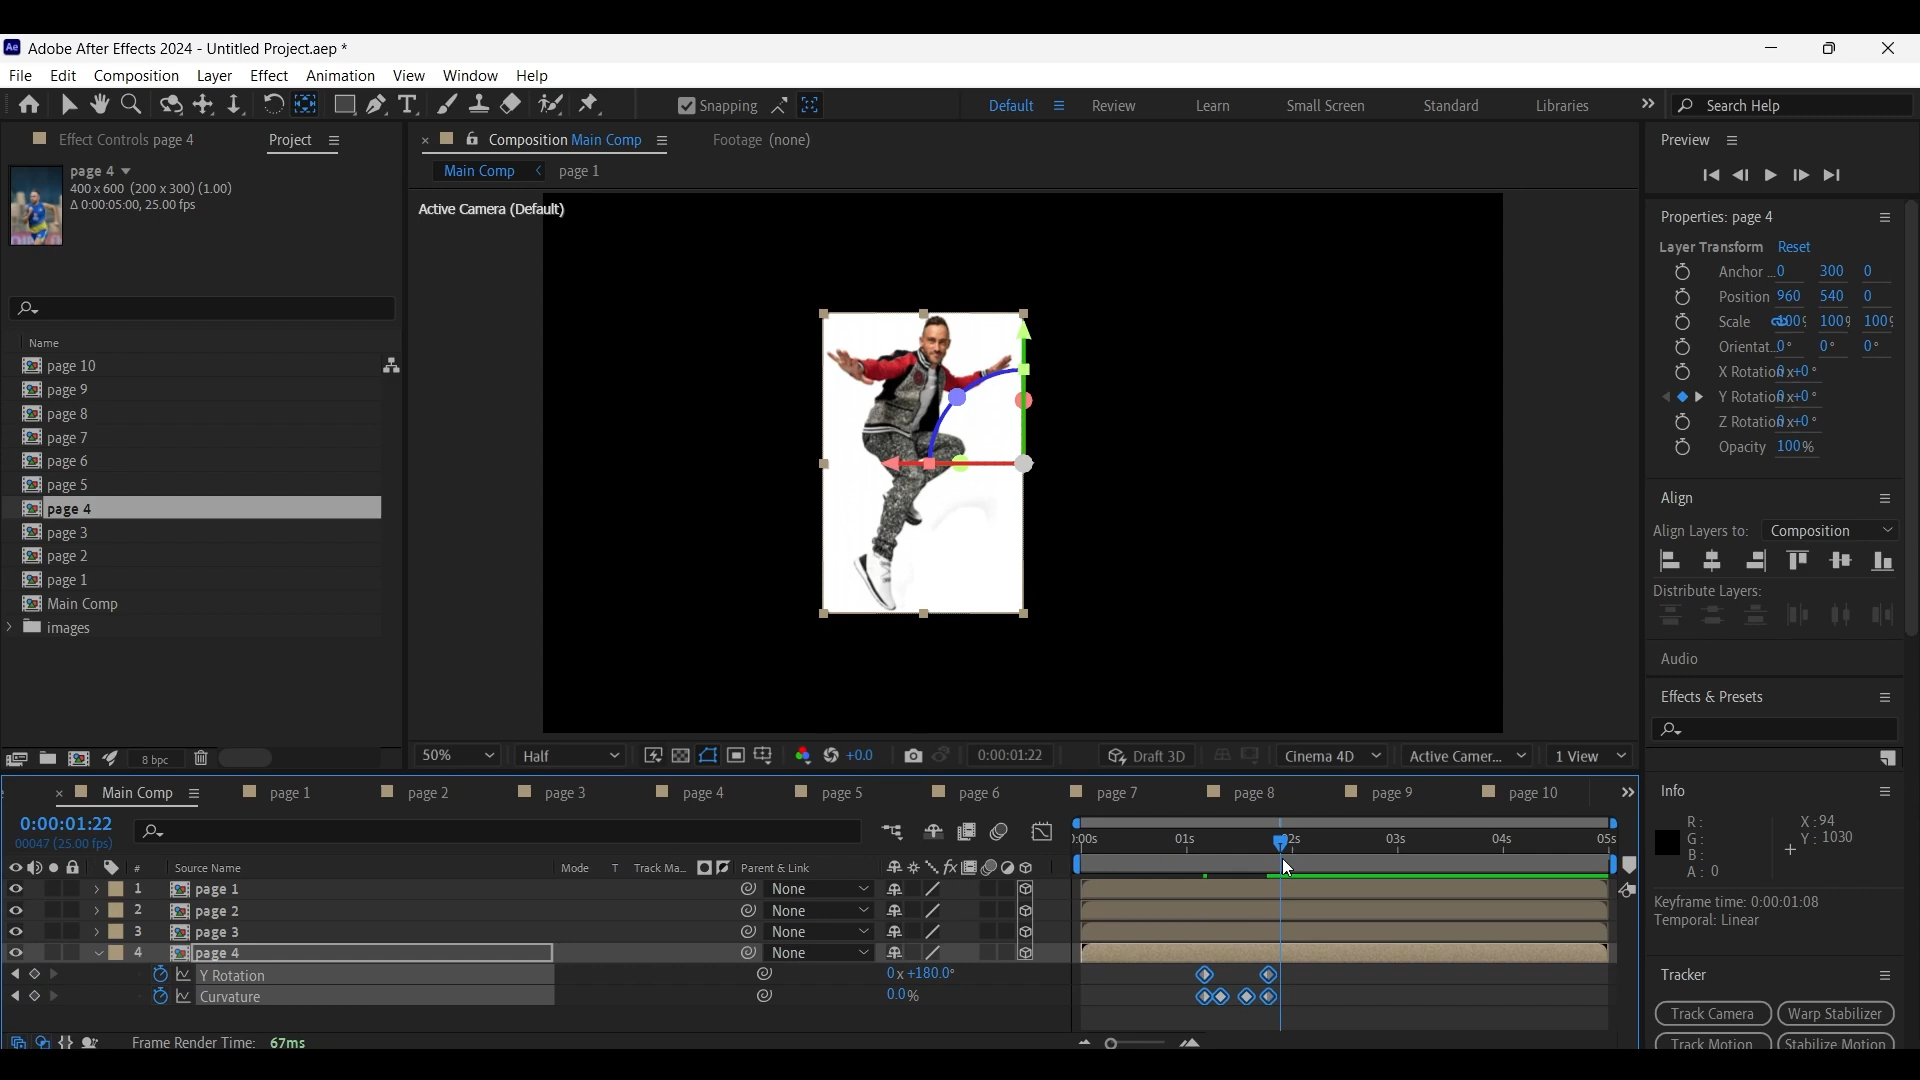 Adobe After Effects 2024 - Untitled Project.aep *
File Edit Composition Layer Effect Animation View Window Help
Snapping Default Review Learn Small Screen Standard Libraries Search Help
Effect Controls page 4 Project
page 4
400 x 600 (200 x 300) (1.00)
Δ 0:00:05:00, 25.00 fps
Name
page 10
page 9
page 8
page 7
page 6
page 5
page 4
page 3
page 2
page 1
Main Comp
images
8 bpc
Composition Main Comp Footage (none)
Main Comp page 1
Active Camera (Default)
50% Half +0.0 0:00:01:22 Draft 3D Cinema 4D Active Camer... 1 View
Preview
Properties: page 4
Layer Transform Reset
Anchor ... 0 300 0
Position 960 540 0
Scale 100 100 100
Orientat... 0° 0° 0°
X Rotation 0x+0°
Y Rotation 0x+0°
Z Rotation 0x+0°
Opacity 100%
Align
Align Layers to: Composition
Distribute Layers:
Audio
Effects & Presets
Info
R: X: 94
G: Y: 1030
B:
A: 0
Keyframe time: 0:00:01:08
Temporal: Linear
Tracker
Track Camera Warp Stabilizer
Track Motion Stabilize Motion
Main Comp page 1 page 2 page 3 page 4 page 5 page 6 page 7 page 8 page 9 page 10
0:00:01:22
00047 (25.00 fps)
:00s 01s 02s 03s 04s 05s
# Source Name Mode T Track Ma... Parent & Link
1 page 1 None
2 page 2 None
3 page 3 None
4 page 4 None
Y Rotation 0x+180.0°
Curvature 0.0%
Frame Render Time: 67ms